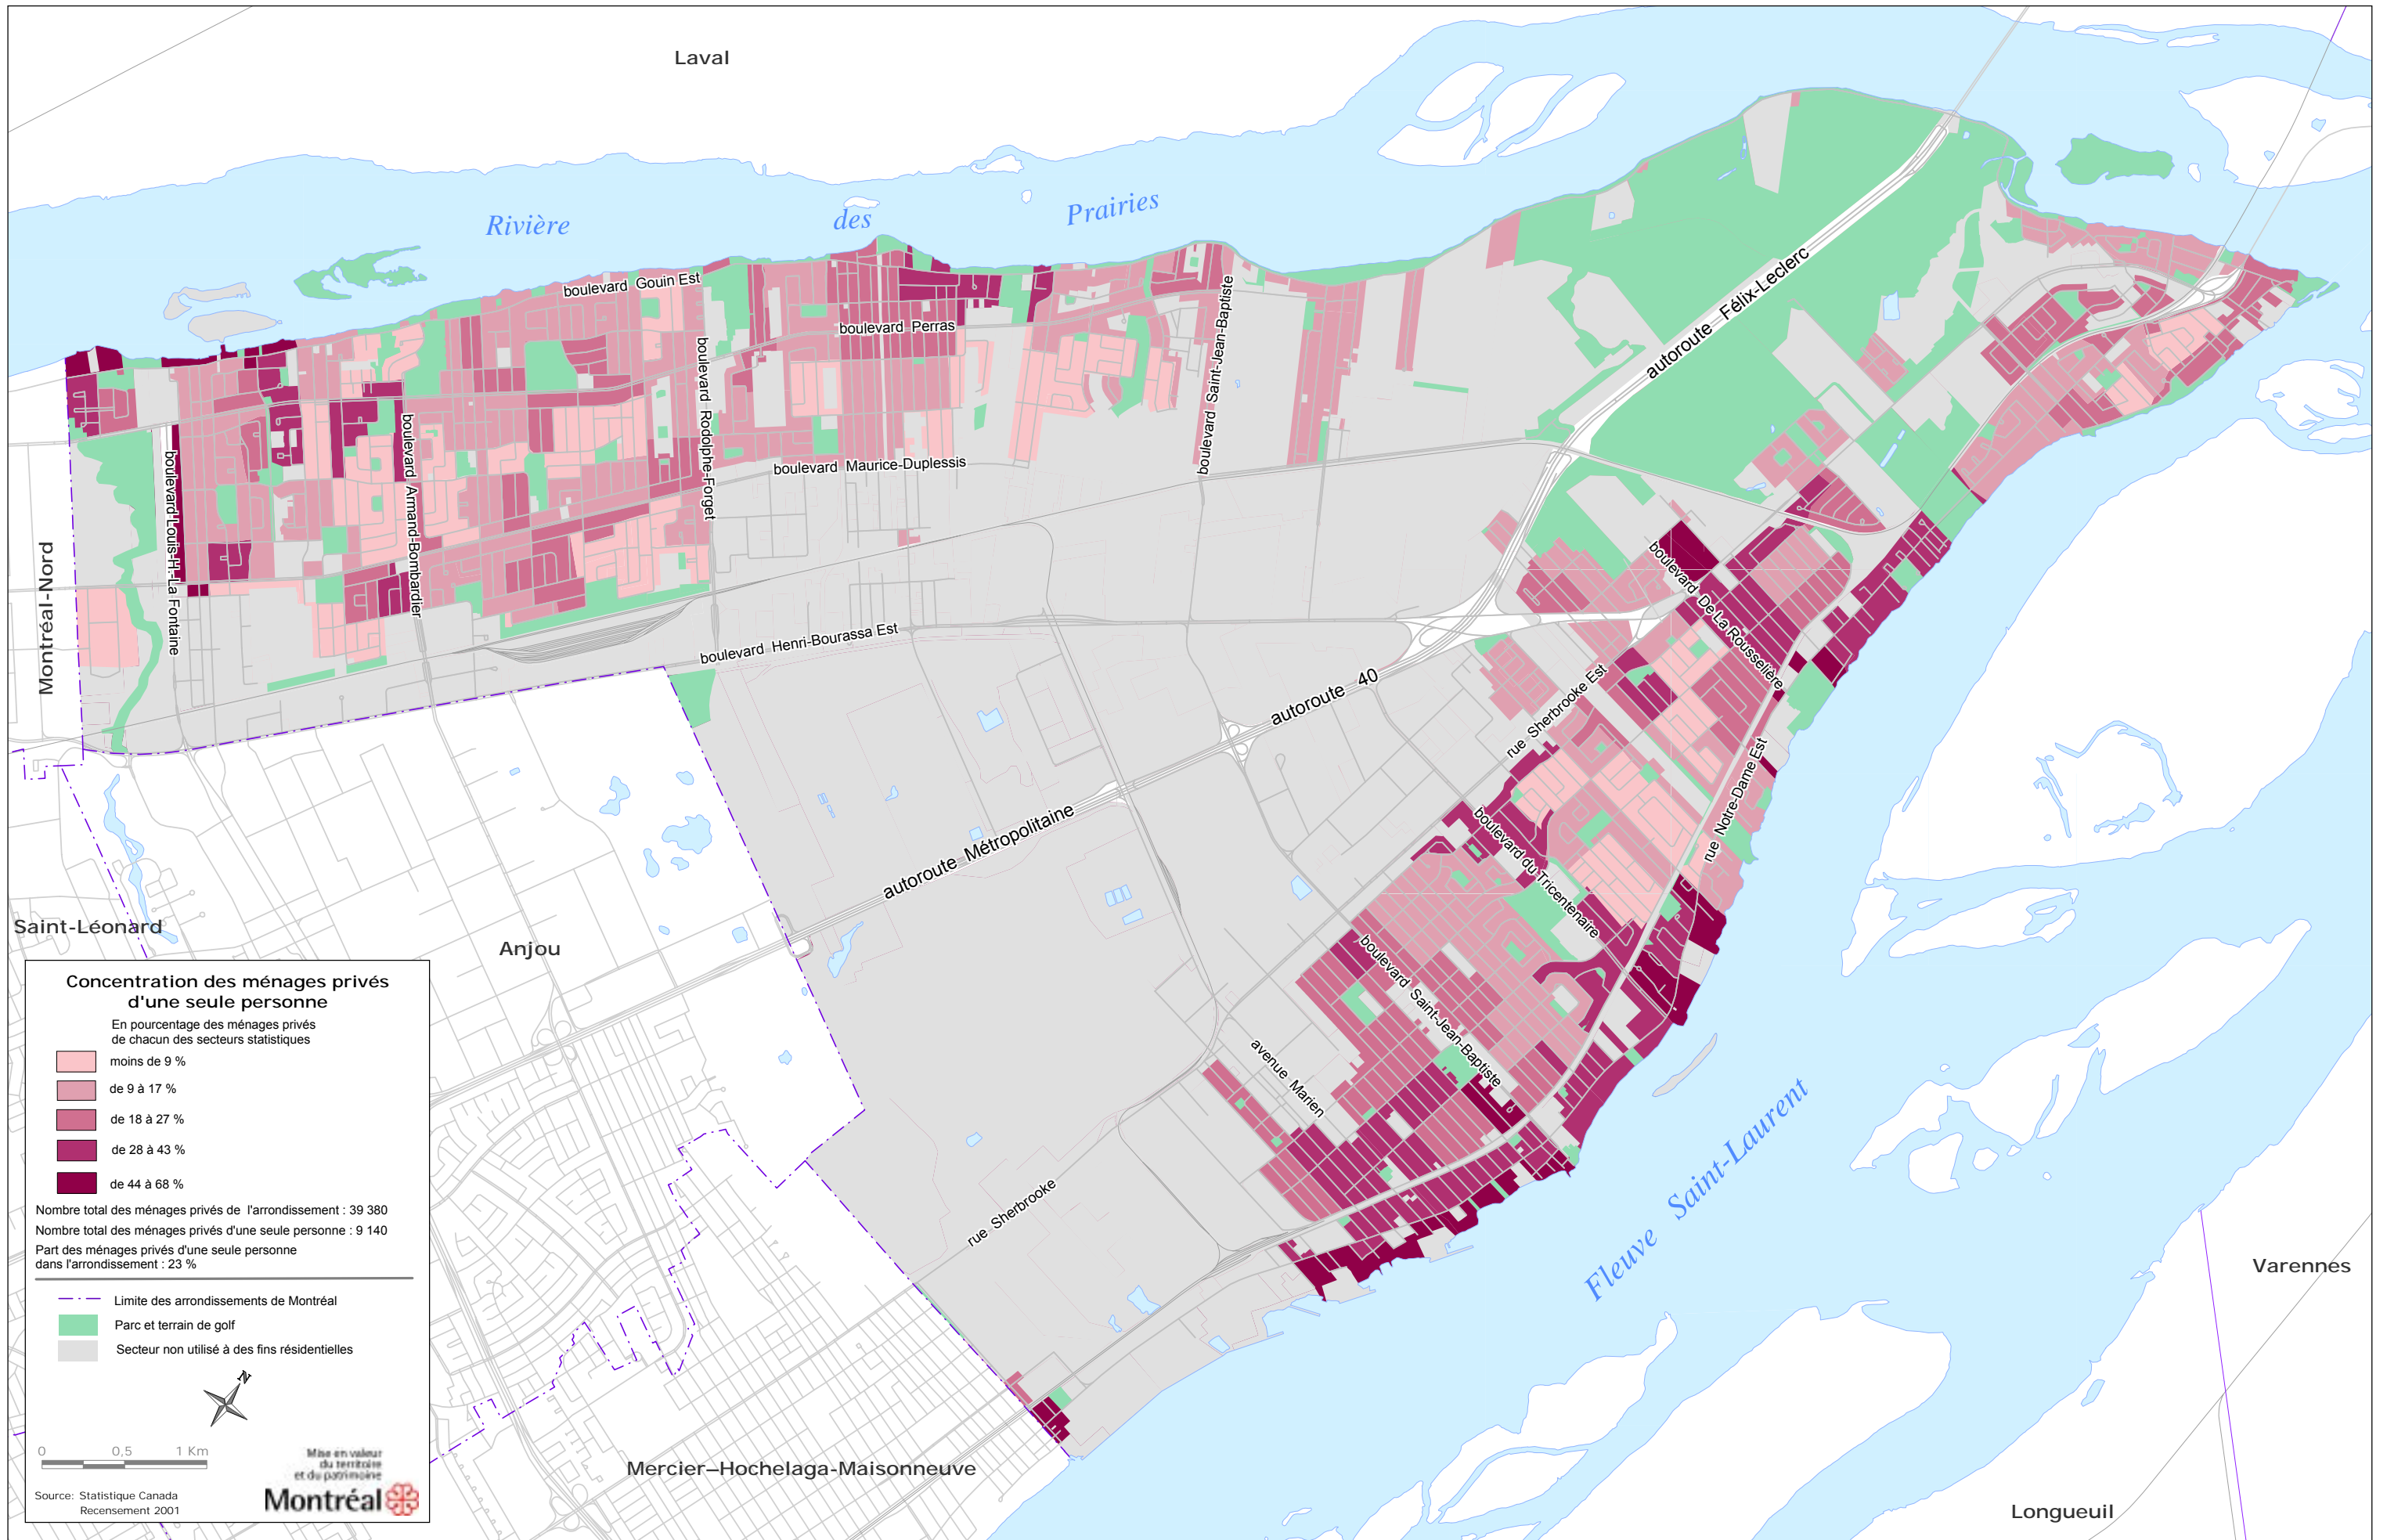 Laval
Rivière des Prairies
boulevard Gouin Est
boulevard Perras
boulevard Rodolphe-Forget
boulevard Saint-Jean-Baptiste
autoroute Félix-Leclerc
boulevard Maurice-Duplessis
boulevard Armand-Bombardier
boulevard Louis-H.-La Fontaine
Montréal-Nord
boulevard Henri-Bourassa Est
boulevard De La Rousselière
autoroute 40
rue Sherbrooke Est
rue Notre-Dame Est
autoroute Métropolitaine
boulevard du Tricentenaire
Saint-Léonard
Anjou
boulevard Saint-Jean-Baptiste
avenue Marien
rue Sherbrooke
Fleuve Saint-Laurent
Varennes
Mercier–Hochelaga-Maisonneuve
Longueuil
Concentration des ménages privés
d'une seule personne
En pourcentage des ménages privés
de chacun des secteurs statistiques
moins de 9 %
de 9 à 17 %
de 18 à 27 %
de 28 à 43 %
de 44 à 68 %
Nombre total des ménages privés de l'arrondissement : 39 380
Nombre total des ménages privés d'une seule personne : 9 140
Part des ménages privés d'une seule personne
dans l'arrondissement : 23 %
Limite des arrondissements de Montréal
Parc et terrain de golf
Secteur non utilisé à des fins résidentielles
N
0 0,5 1 Km
Mise en valeur
du territoire
et du patrimoine
Montréal
Source: Statistique Canada
Recensement 2001